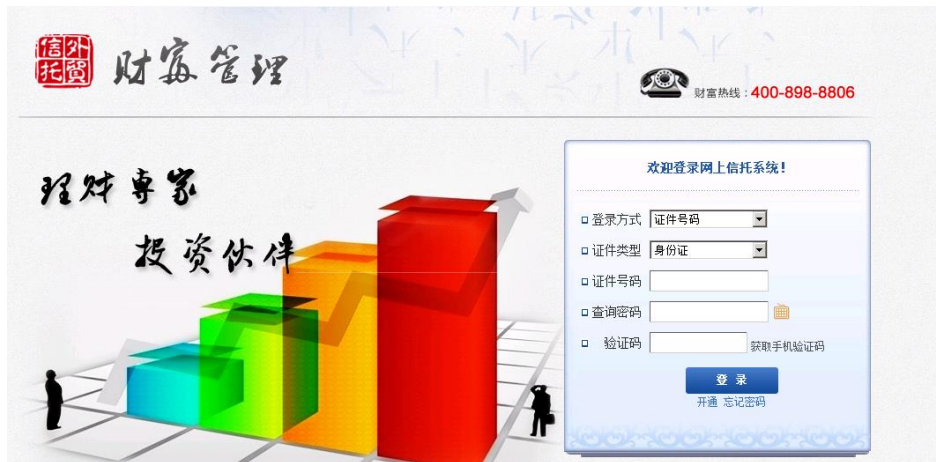 外貿信托
财富管理
财富热线：400-898-8806
理财专家
投资伙伴
欢迎登录网上信托系统！
登录方式 证件号码
证件类型 身份证
证件号码
查询密码
验证码 获取手机验证码
登 录
开通 忘记密码